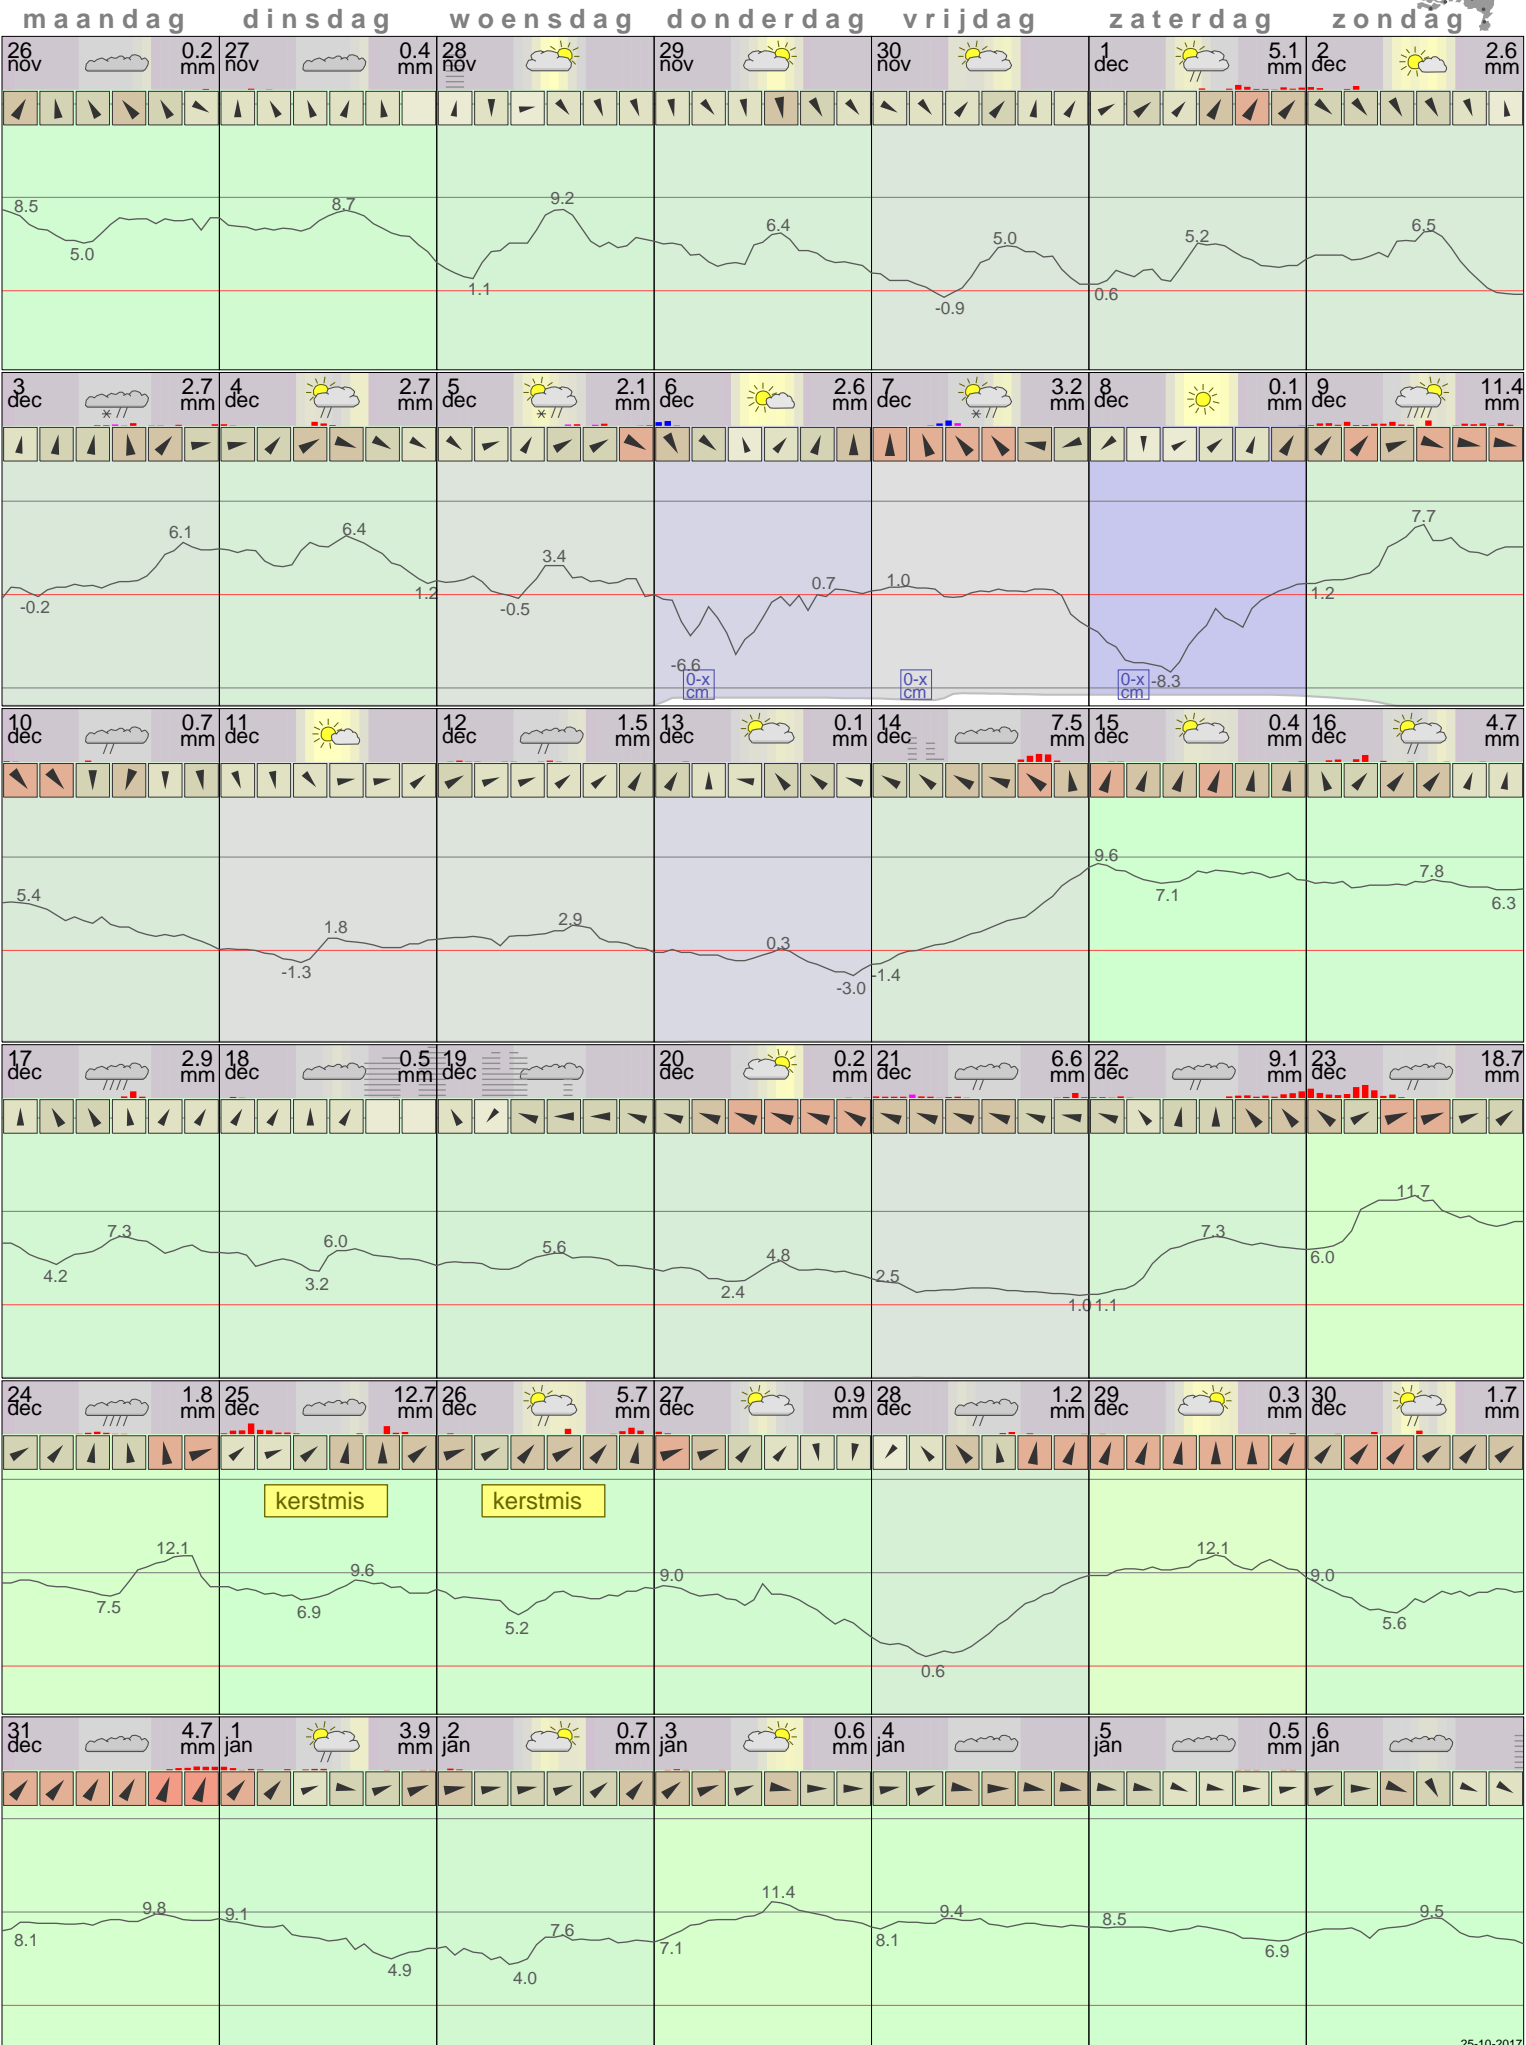 maandag dinsdag woensdag donderdag vrijdag zaterdag zondag
26 nov 0.2 mm 27 nov 0.4 mm 28 nov 29 nov 30 nov 1 dec 5.1 mm 2 dec 2.6 mm
8.5 5.0 8.7 1.1 9.2 6.4 -0.9 5.0 0.6 5.2 6.5
3 dec 2.7 mm 4 dec 2.7 mm 5 dec 2.1 mm 6 dec 2.6 mm 7 dec 3.2 mm 8 dec 0.1 mm 9 dec 11.4 mm
-0.2 6.1 6.4 1.2 -0.5 3.4 -6.6 0.7 1.0 -8.3 1.2 7.7
0-x cm 0-x cm 0-x cm
10 dec 0.7 mm 11 dec 12 dec 1.5 mm 13 dec 0.1 mm 14 dec 7.5 mm 15 dec 0.4 mm 16 dec 4.7 mm
5.4 -1.3 1.8 2.9 0.3 -3.0 -1.4 9.6 7.1 7.8 6.3
17 dec 2.9 mm 18 dec 0.5 mm 19 dec 20 dec 0.2 mm 21 dec 6.6 mm 22 dec 9.1 mm 23 dec 18.7 mm
4.2 7.3 3.2 6.0 5.6 2.4 4.8 2.5 1.0 1.1 7.3 6.0 11.7
24 dec 1.8 mm 25 dec 12.7 mm 26 dec 5.7 mm 27 dec 0.9 mm 28 dec 1.2 mm 29 dec 0.3 mm 30 dec 1.7 mm
kerstmis kerstmis
7.5 12.1 6.9 9.6 5.2 9.0 0.6 12.1 9.0 5.6
31 dec 4.7 mm 1 jan 3.9 mm 2 jan 0.7 mm 3 jan 0.6 mm 4 jan 5 jan 0.5 mm 6 jan
8.1 9.8 9.1 4.9 4.0 7.6 7.1 11.4 8.1 9.4 8.5 6.9 9.5
25-10-2017